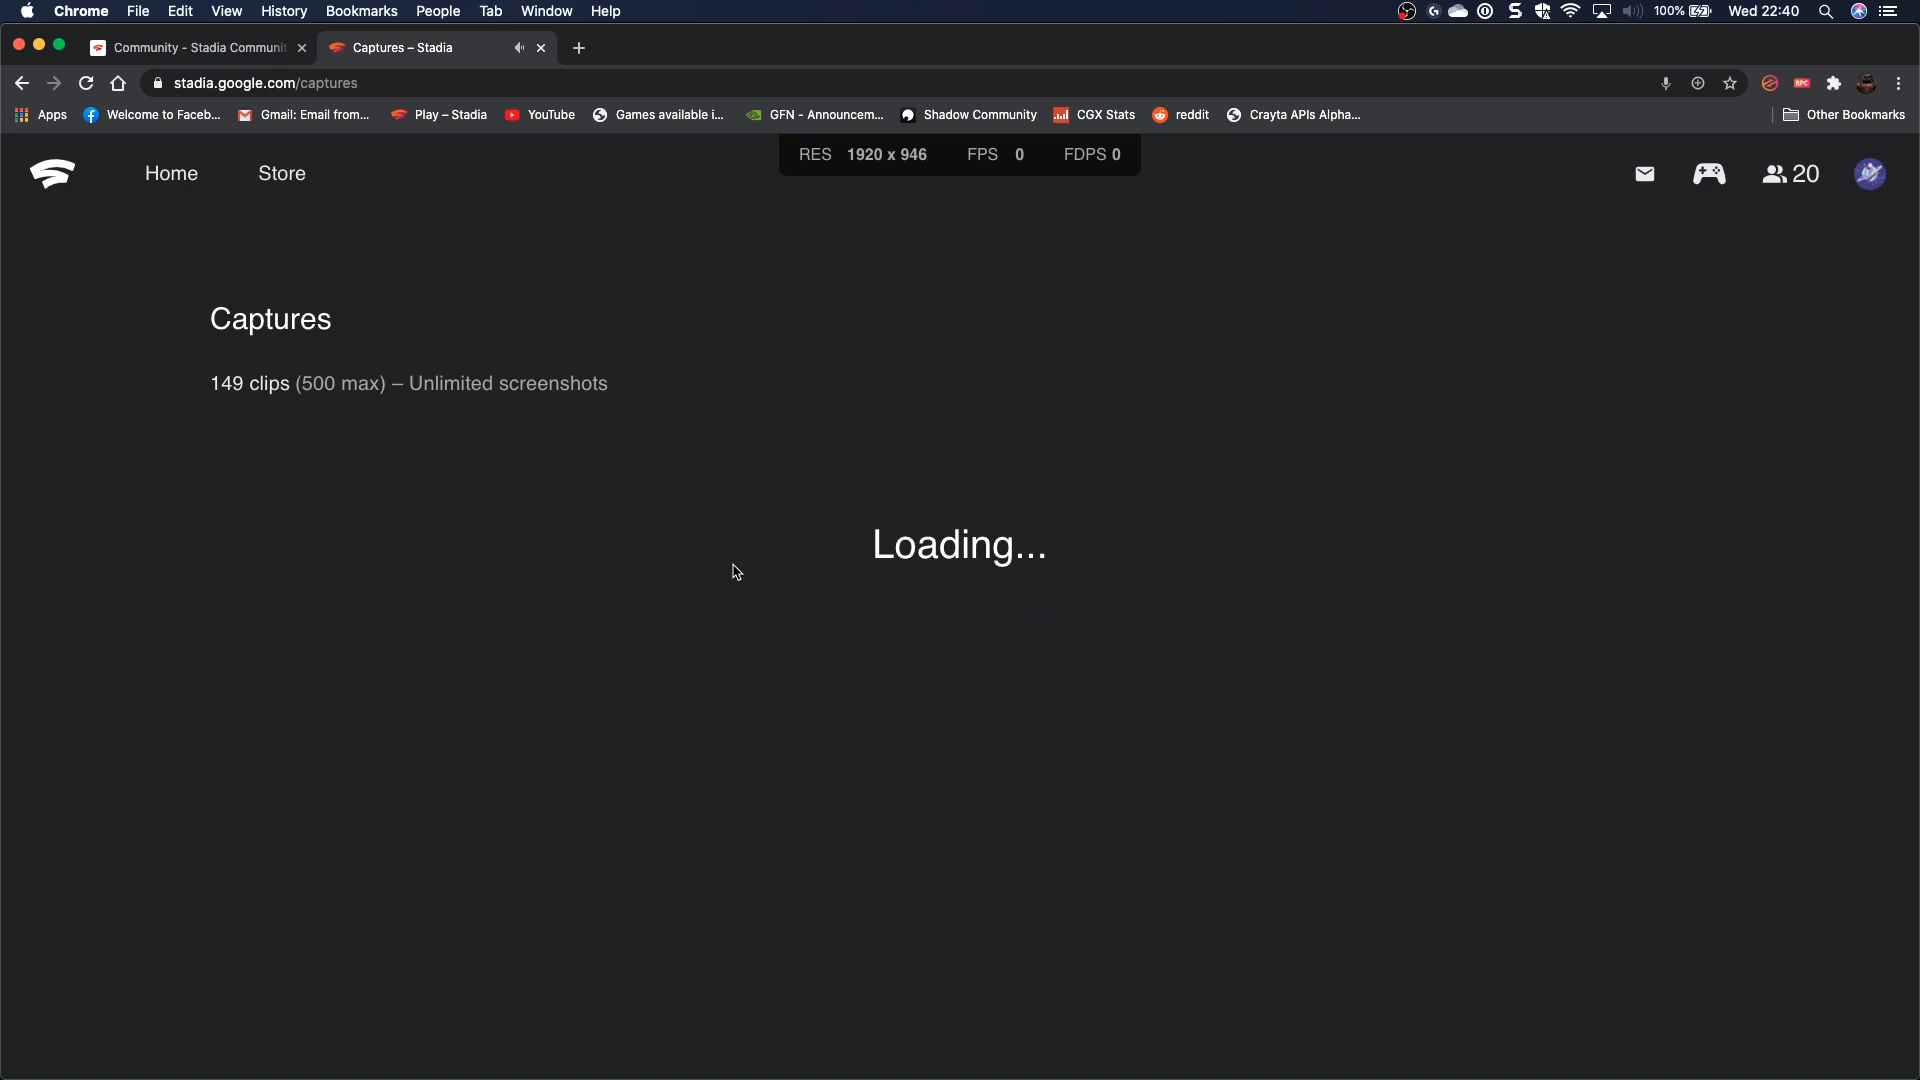 Chrome File Edit View History Bookmarks People Tab Window Help 100% Wed 22:40
Community - Stadia Communit Captures – Stadia
stadia.google.com/captures RPC
Apps Welcome to Faceb... Gmail: Email from... Play – Stadia YouTube Games available i... GFN - Announcem... Shadow Community CGX Stats reddit Crayta APIs Alpha... Other Bookmarks
RES 1920 x 946 FPS 0 FDPS 0
Home Store 20
Captures
149 clips (500 max) – Unlimited screenshots
Loading...